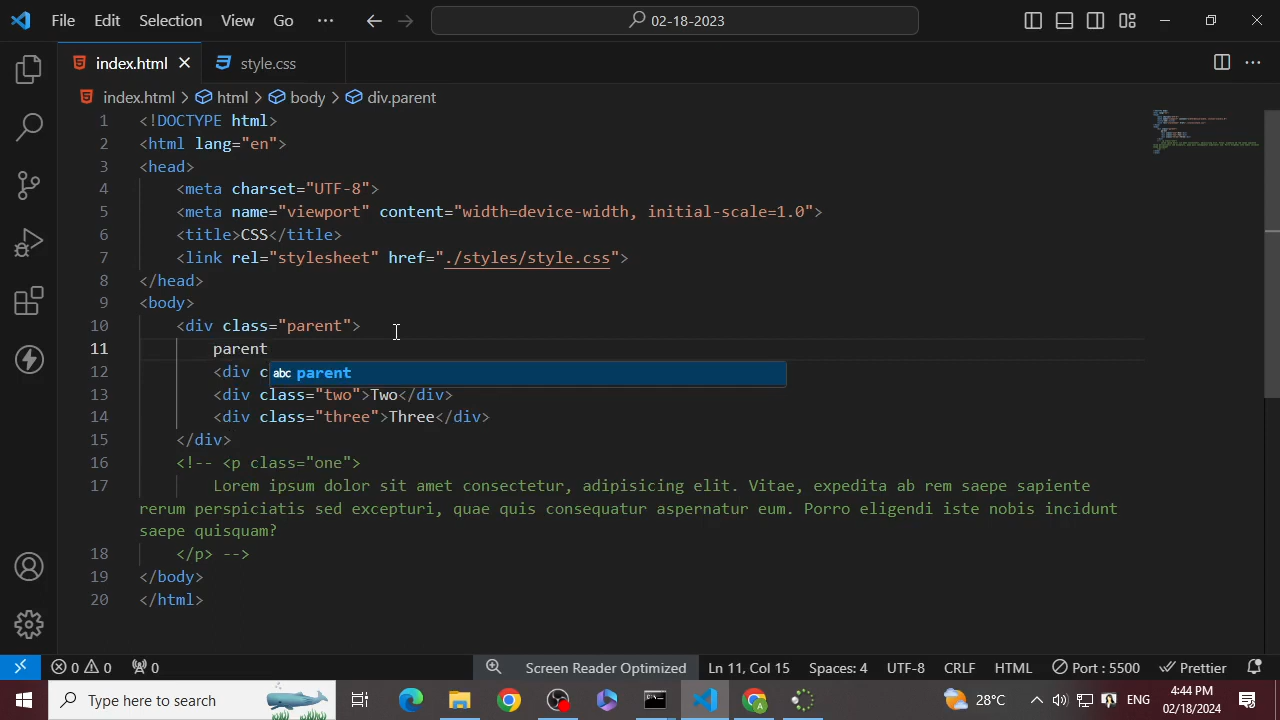 File Edit Selection View Go ···
02-18-2023
index.html
style.css
index.html > html > body > div.parent
1 <!DOCTYPE html>
2 <html lang="en">
3 <head>
4 <meta charset="UTF-8">
5 <meta name="viewport" content="width=device-width, initial-scale=1.0">
6 <title>CSS</title>
7 <link rel="stylesheet" href="./styles/style.css">
8 </head>
9 <body>
10 <div class="parent">
11 parent
12 <div c
abc parent
13 <div class="two">Two</div>
14 <div class="three">Three</div>
15 </div>
16 <!-- <p class="one">
17 Lorem ipsum dolor sit amet consectetur, adipisicing elit. Vitae, expedita ab rem saepe sapiente
rerum perspiciatis sed excepturi, quae quis consequatur aspernatur eum. Porro eligendi iste nobis incidunt
saepe quisquam?
18 </p> -->
19 </body>
20 </html>
0 0 0 Screen Reader Optimized Ln 11, Col 15 Spaces: 4 UTF-8 CRLF HTML Port : 5500 Prettier
Type here to search
28°C
ENG
4:44 PM
02/18/2024